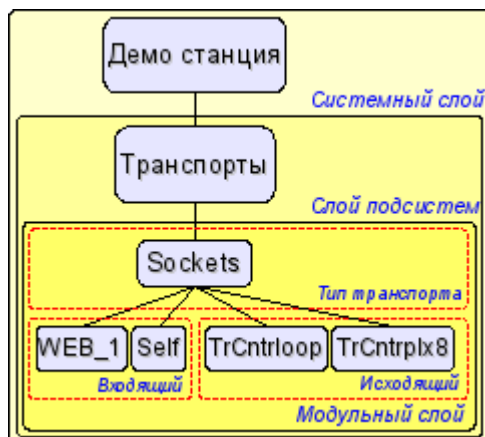 Демо станция
Системный слой
Транспорты
Слой подсистем
Sockets
Тип транспорта
WEB_1 Self TrCntrloop TrCntrplx8
Входящий Исходящий
Модульный слой